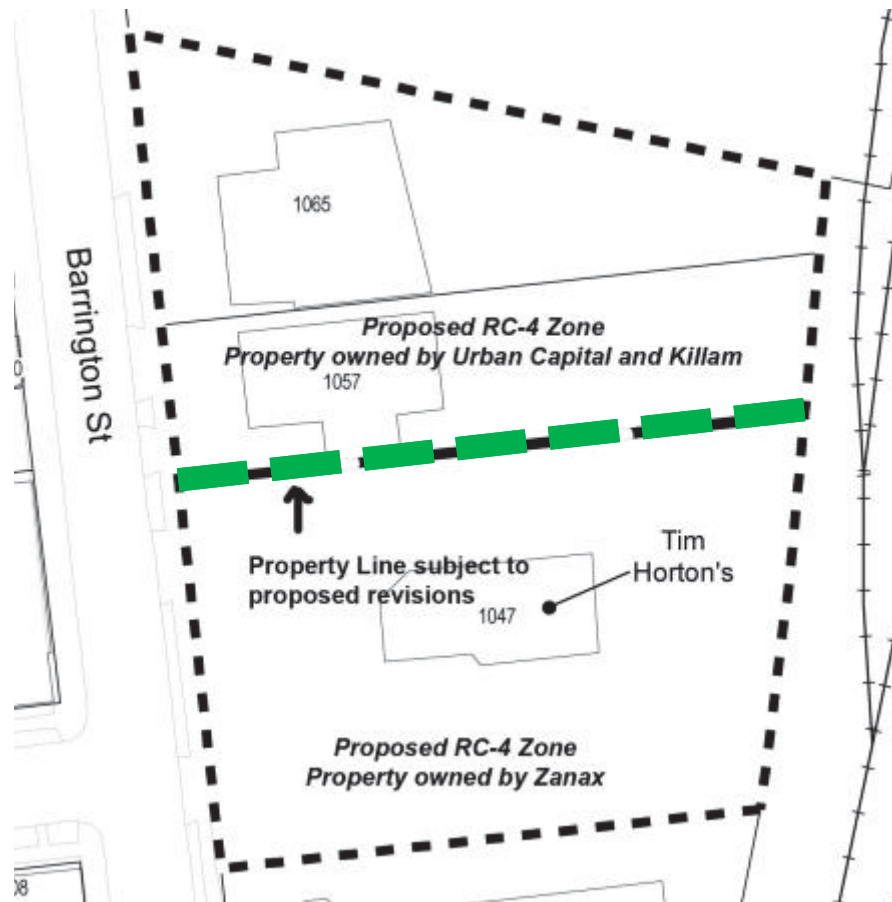 1065
Barrington St
Proposed RC-4 Zone
Property owned by Urban Capital and Killam
1057
Property Line subject to
proposed revisions
Tim
Horton's
1047
Proposed RC-4 Zone
Property owned by Zanax
08